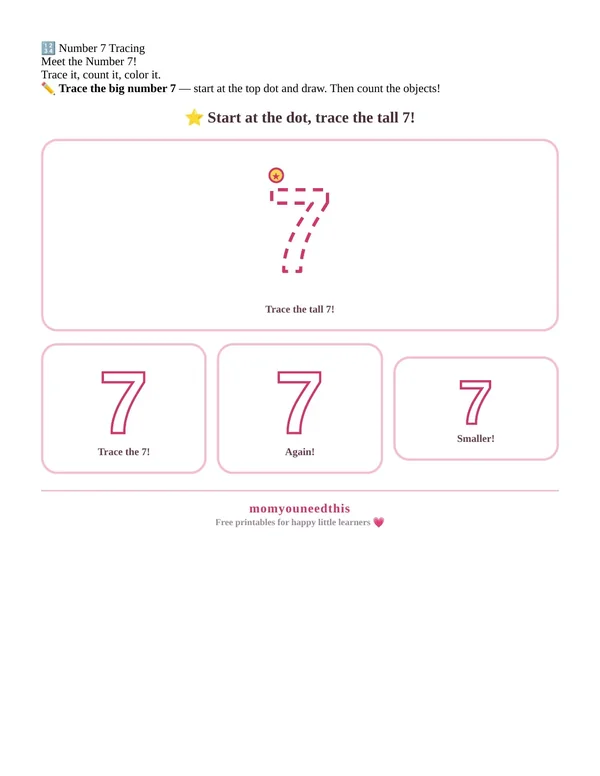 🔢 Number 7 Tracing
Meet the Number 7!
Trace it, count it, color it.
✏️ Trace the big number 7 — start at the top dot and draw. Then count the objects!
⭐ Start at the dot, trace the tall 7!
7
Trace the tall 7!
7
Trace the 7!
7
Again!
7
Smaller!
momyouneedthis
Free printables for happy little learners 💗